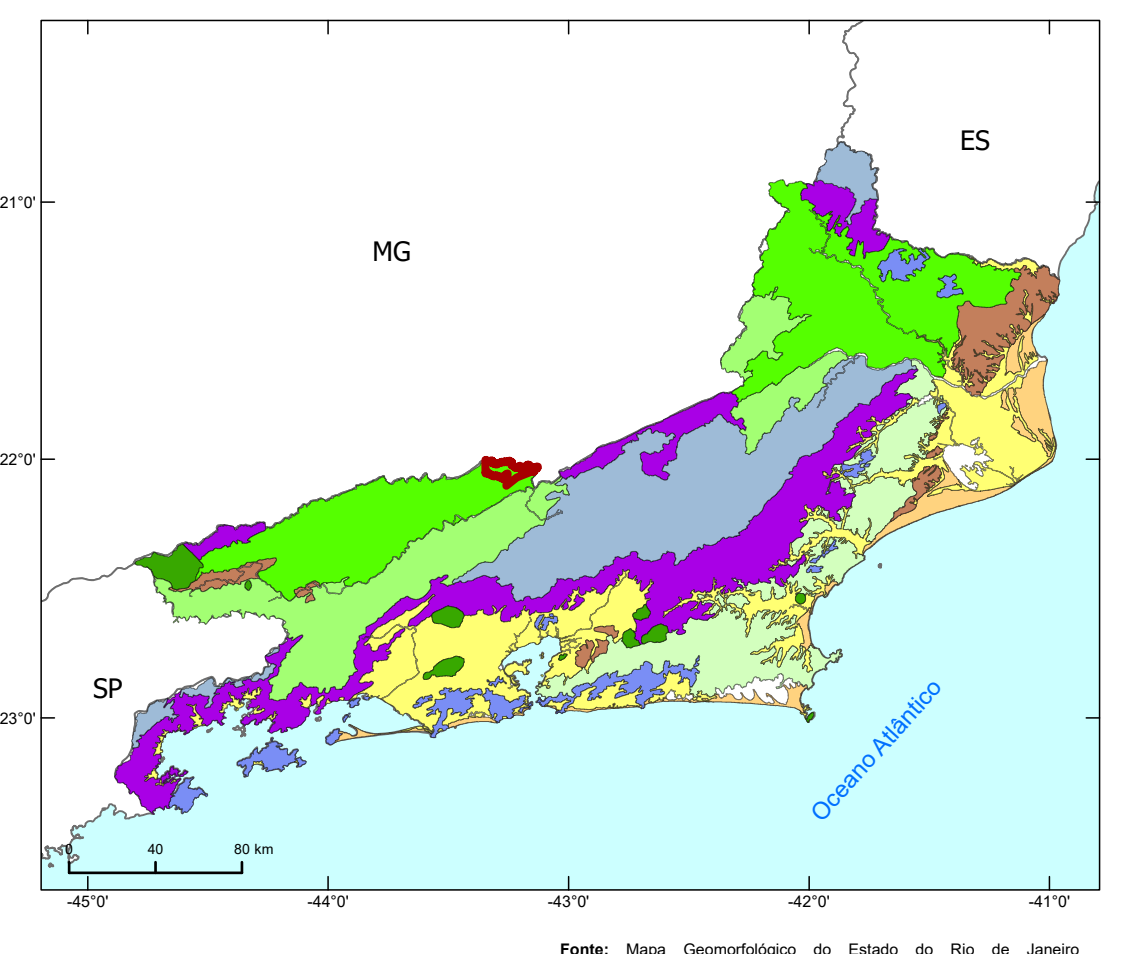 ES
21°0'
MG
22°0'
SP
23°0'
Oceano Atlântico
0 40 80 km
-45°0' -44°0' -43°0' -42°0' -41°0'
Fonte: Mapa Geomorfológico do Estado do Rio de Janeiro